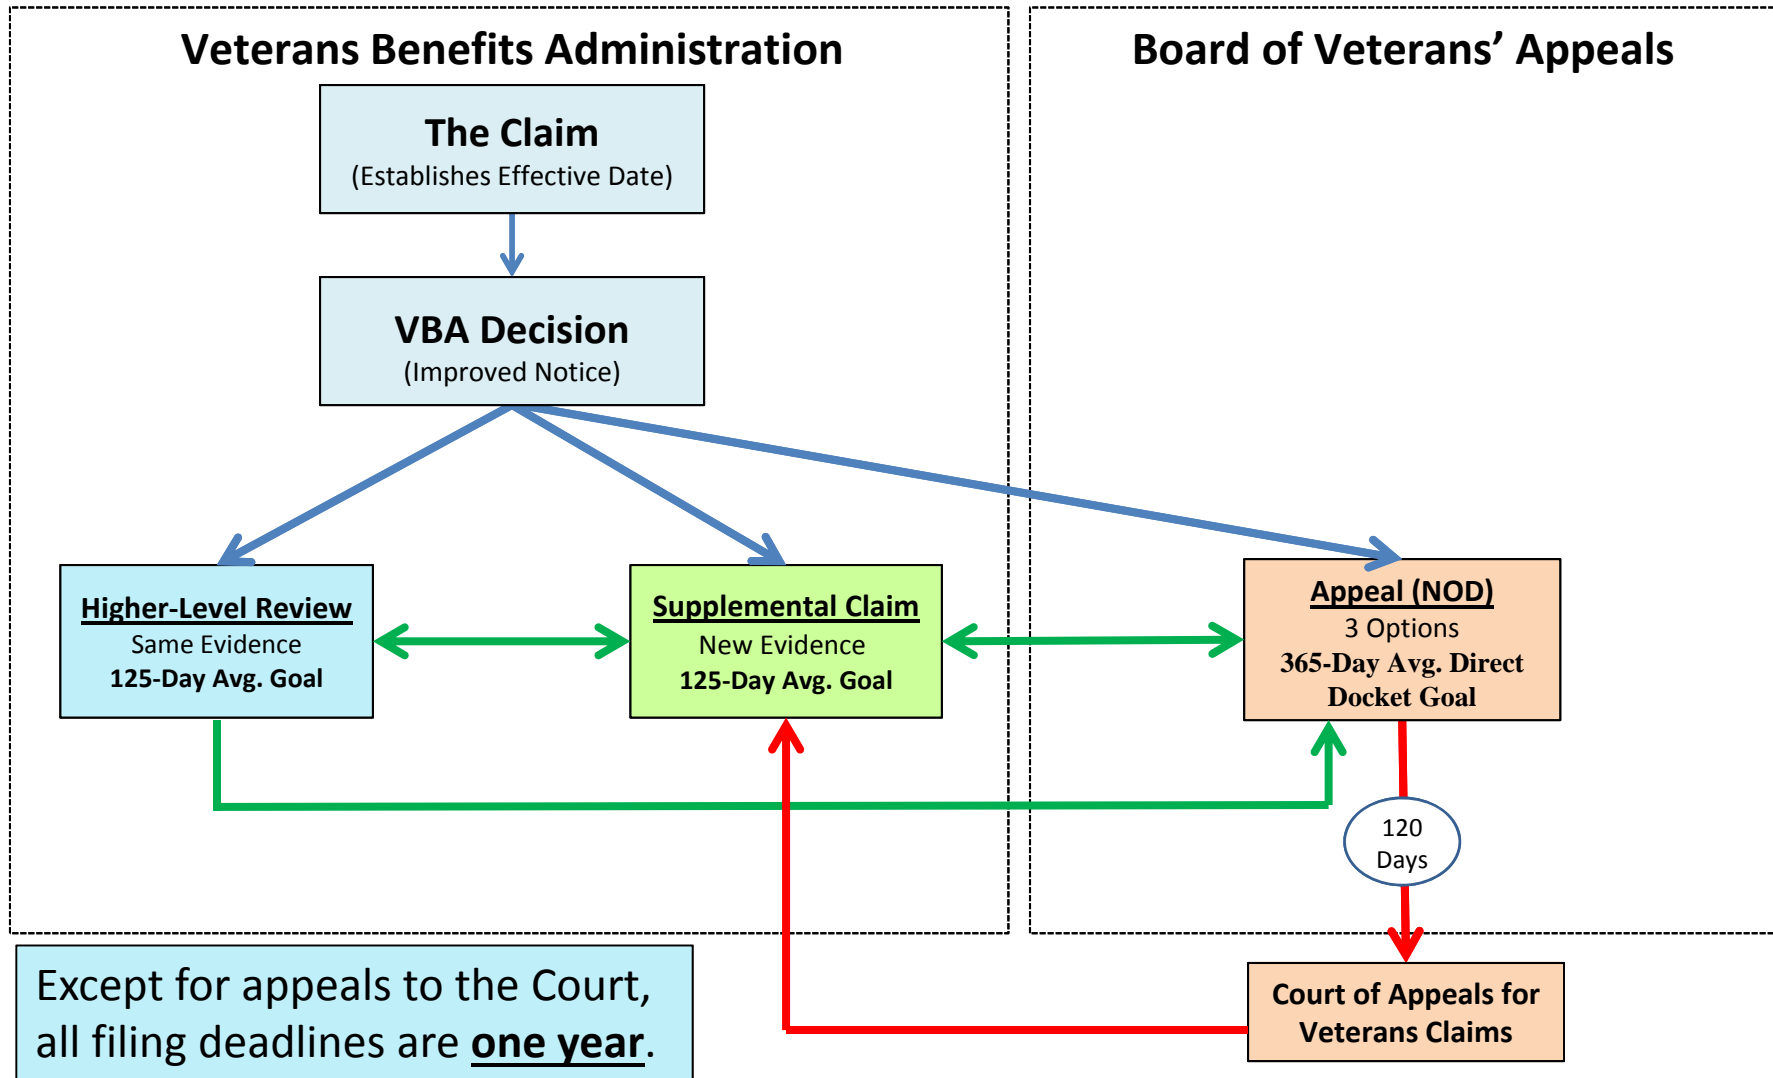 Veterans Benefits Administration
Board of Veterans’ Appeals
The Claim
(Establishes Effective Date)
VBA Decision
(Improved Notice)
Higher-Level Review
Same Evidence
125-Day Avg. Goal
Supplemental Claim
New Evidence
125-Day Avg. Goal
Appeal (NOD)
3 Options
365-Day Avg. Direct
Docket Goal
120
Days
Except for appeals to the Court,
all filing deadlines are one year.
Court of Appeals for
Veterans Claims